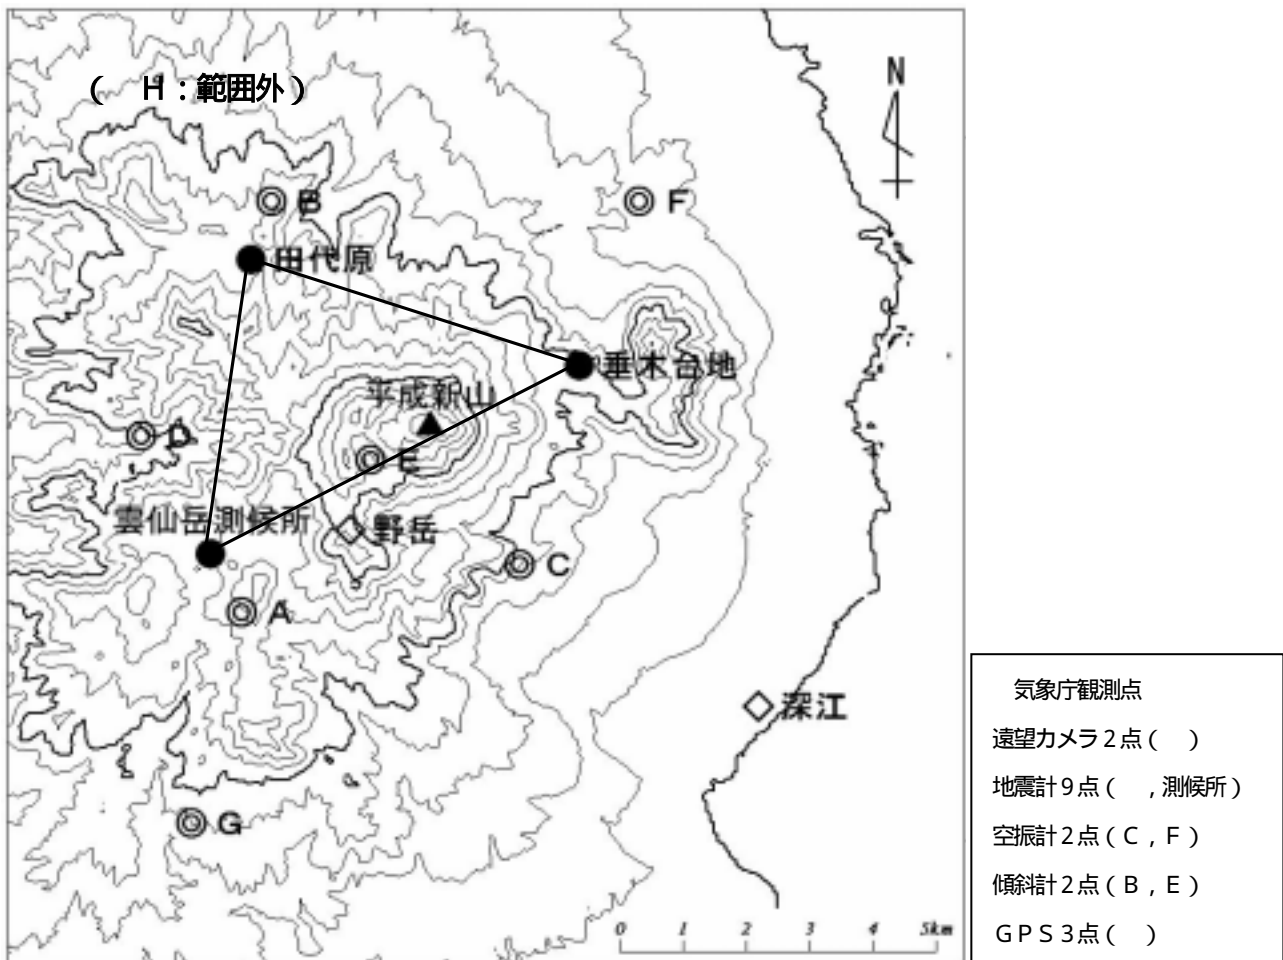 ( H：範囲外)
N
B
F
田代原
垂木台地
平成新山
D
E
雲仙岳測候所
野岳
C
A
深江
G
0 1 2 3 4 5km
気象庁観測点
遠望カメラ2点( )
地震計9点( ，測候所)
空振計2点(C，F)
傾斜計2点(B，E)
GPS3点( )